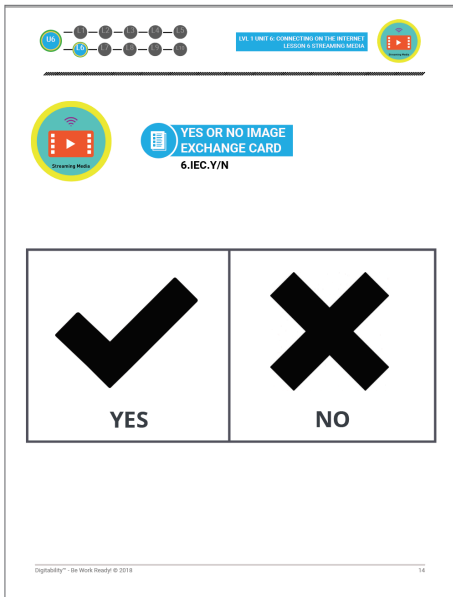 U6
L1 L2 L3 L4 L5
L6 L7 L8 L9 L10
LVL 1 UNIT 6: CONNECTING ON THE INTERNET
LESSON 6 STREAMING MEDIA
Streaming Media
YES OR NO IMAGE
EXCHANGE CARD
6.IEC.Y/N
YES
NO
Digitability™ - Be Work Ready! © 2018
14